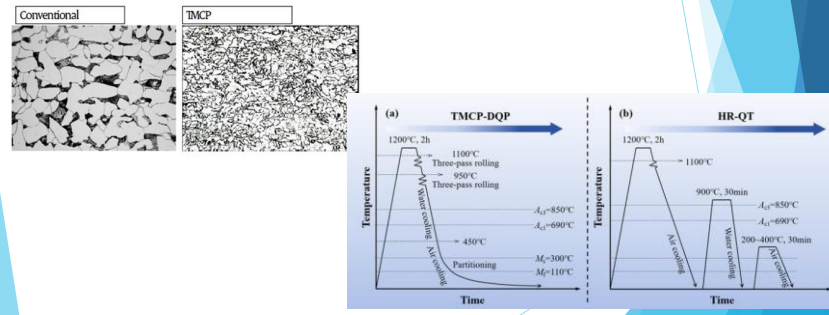 Conventional
TMCP
(a)
TMCP-DQP
1200°C, 2h
1100°C
Three-pass rolling
950°C
Three-pass rolling
Water cooling
450°C
Air cooling
Partitioning
Ac3=850°C
Ac1=690°C
Ms=300°C
Mf=110°C
Temperature
Time
(b)
HR-QT
1200°C, 2h
1100°C
900°C, 30min
Ac3=850°C
Ac1=690°C
200–400°C, 30min
Air cooling
Water cooling
Air cooling
Temperature
Time